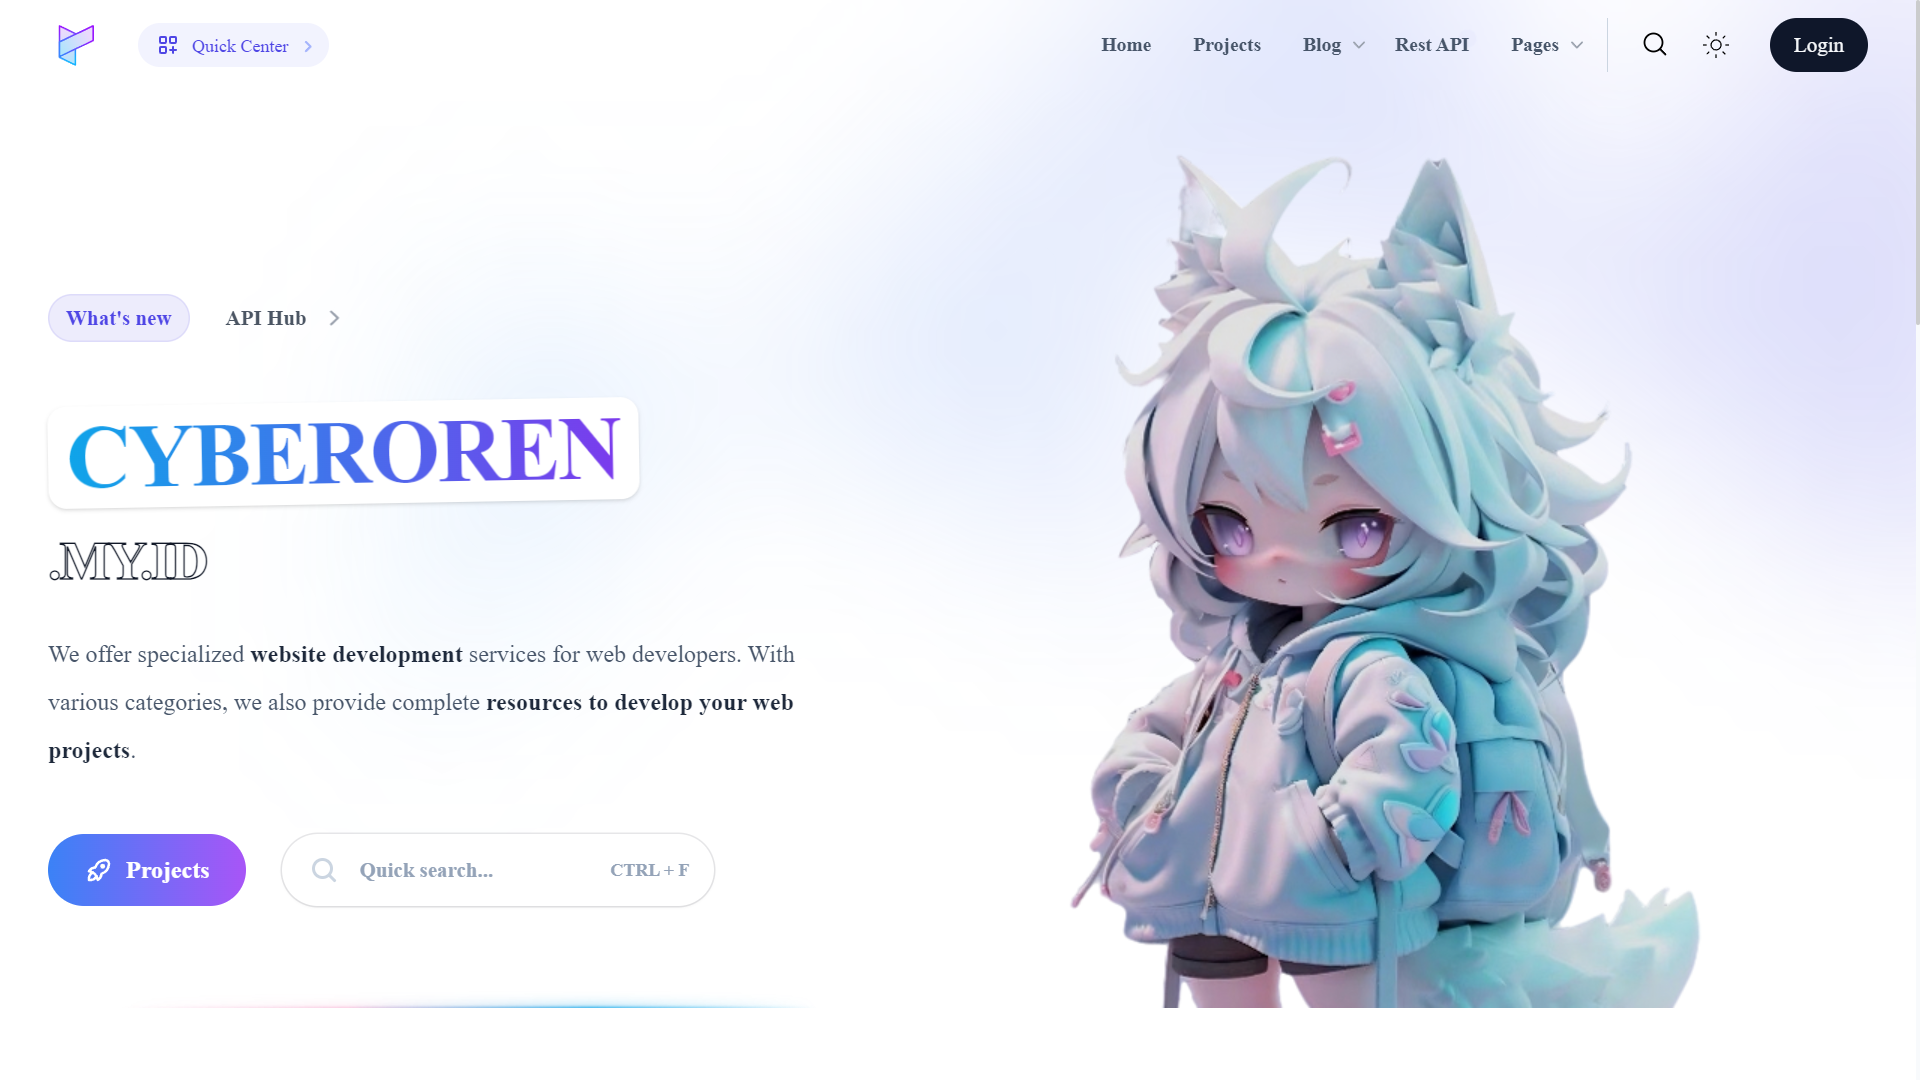 Quick Center
Home Projects Blog Rest API Pages Login
What's new API Hub
CYBEROREN
.MY.ID
We offer specialized website development services for web developers. With
various categories, we also provide complete resources to develop your web
projects.
Projects Quick search... CTRL + F